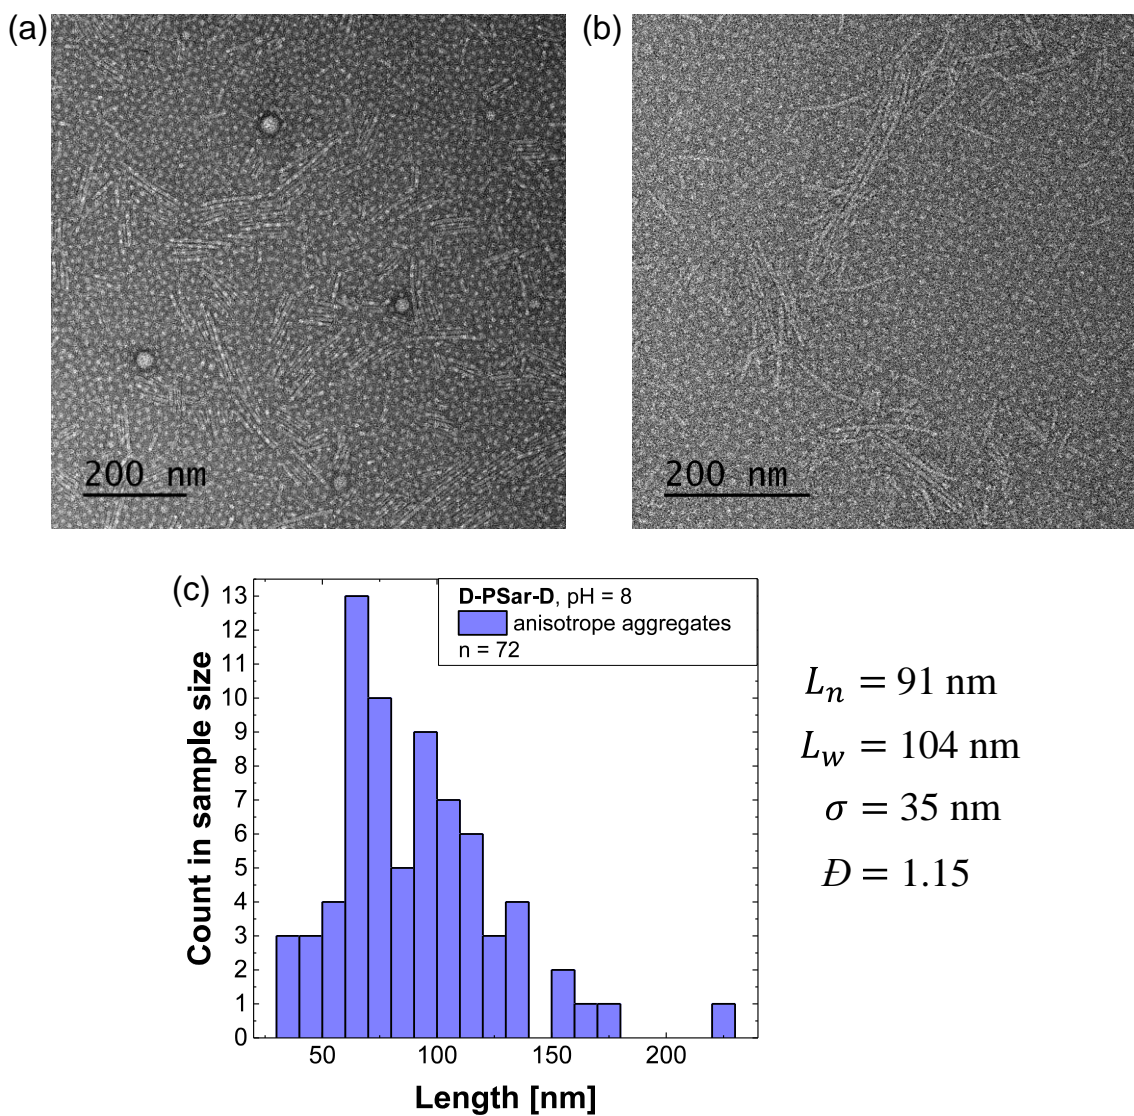 (a)
(b)
200 nm
200 nm
(c)
D-PSar-D, pH = 8
anisotrope aggregates
n = 72
13
12
11
10
9
8
7
6
5
4
3
2
1
0
Count in sample size
50 100 150 200
Length [nm]
Lₙ = 91 nm
L_w = 104 nm
σ = 35 nm
Đ = 1.15